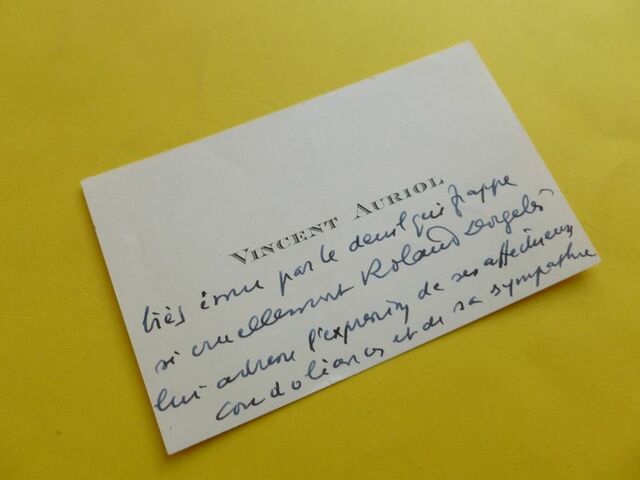 VINCENT AURIOL
très ému par le deuil qui frappe
si cruellement Roland Dorgelès
lui adresse l'expression de ses affectueuses
condoléances et de sa sympathie